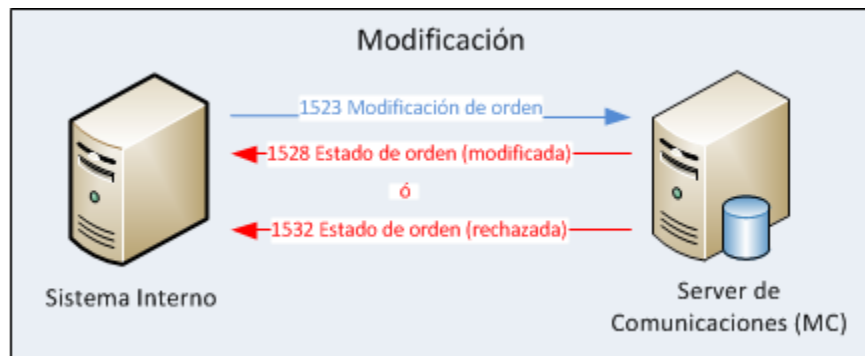 Modificación
1523 Modificación de orden
1528 Estado de orden (modificada)
ó
1532 Estado de orden (rechazada)
Sistema Interno
Server de
Comunicaciones (MC)